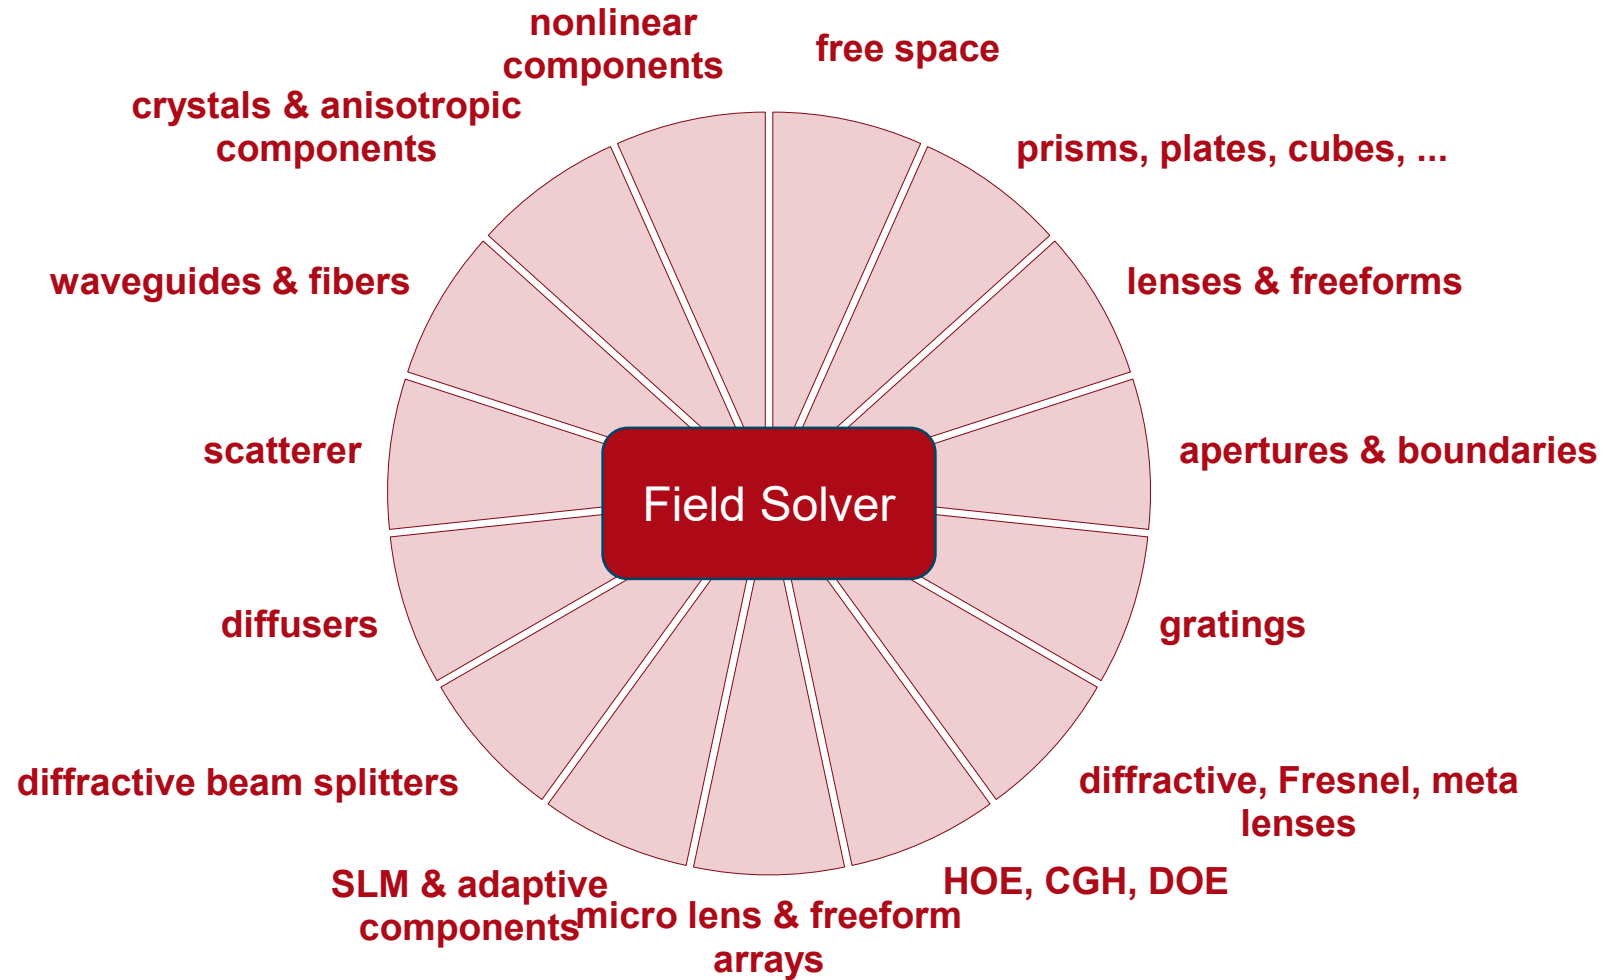 nonlinear
components
free space
crystals & anisotropic
components
prisms, plates, cubes, ...
waveguides & fibers
lenses & freeforms
scatterer
apertures & boundaries
Field Solver
diffusers
gratings
diffractive beam splitters
diffractive, Fresnel, meta
lenses
SLM & adaptive
components
HOE, CGH, DOE
micro lens & freeform
arrays